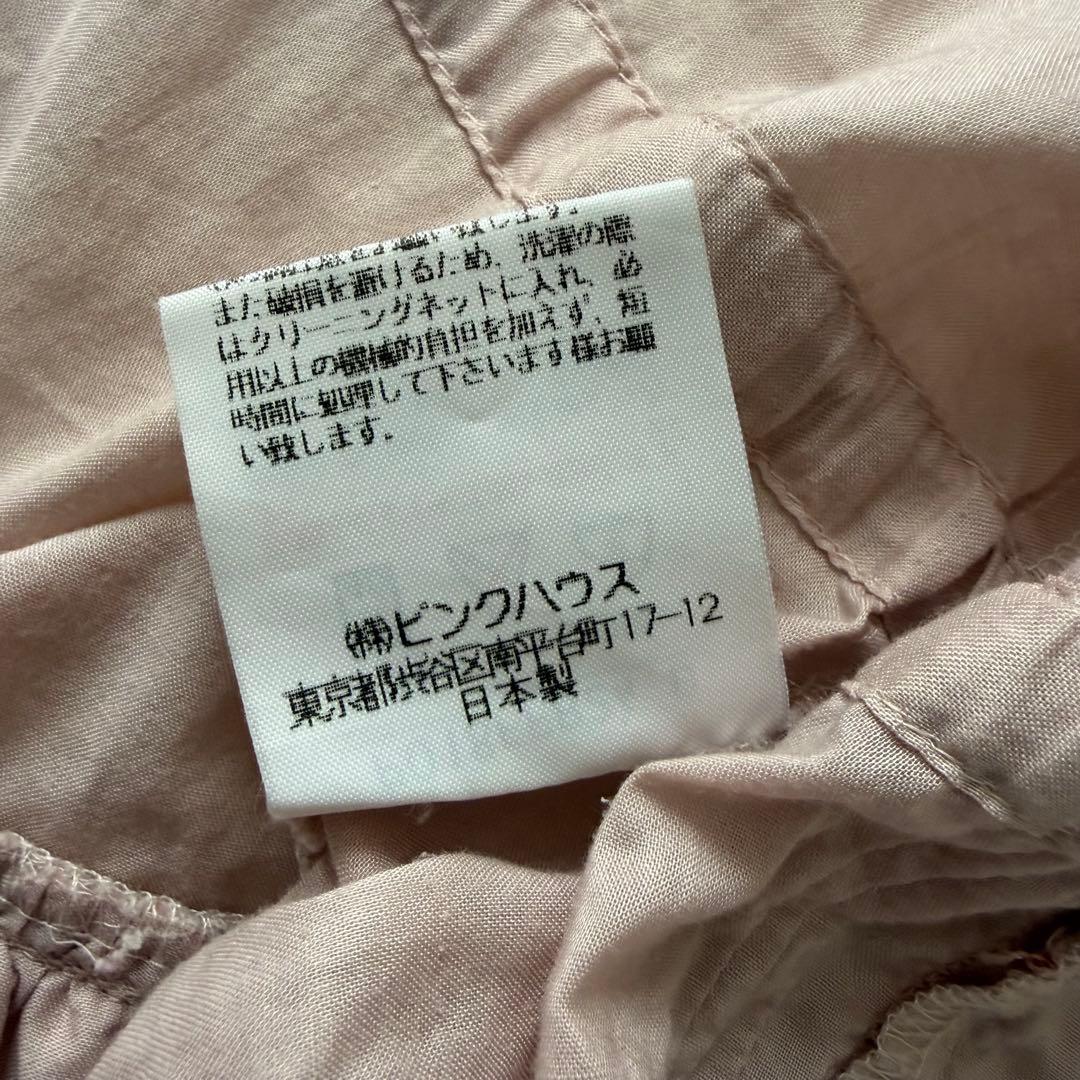 致します。
また破損を避けるため、洗濯の際
はクリーニングネットに入れ、必
用以上の機械的負担を加えず、短
時間に処理して下さいます様お願
い致します。
㈱ピンクハウス
東京都渋谷区南平台町17-12
日本製